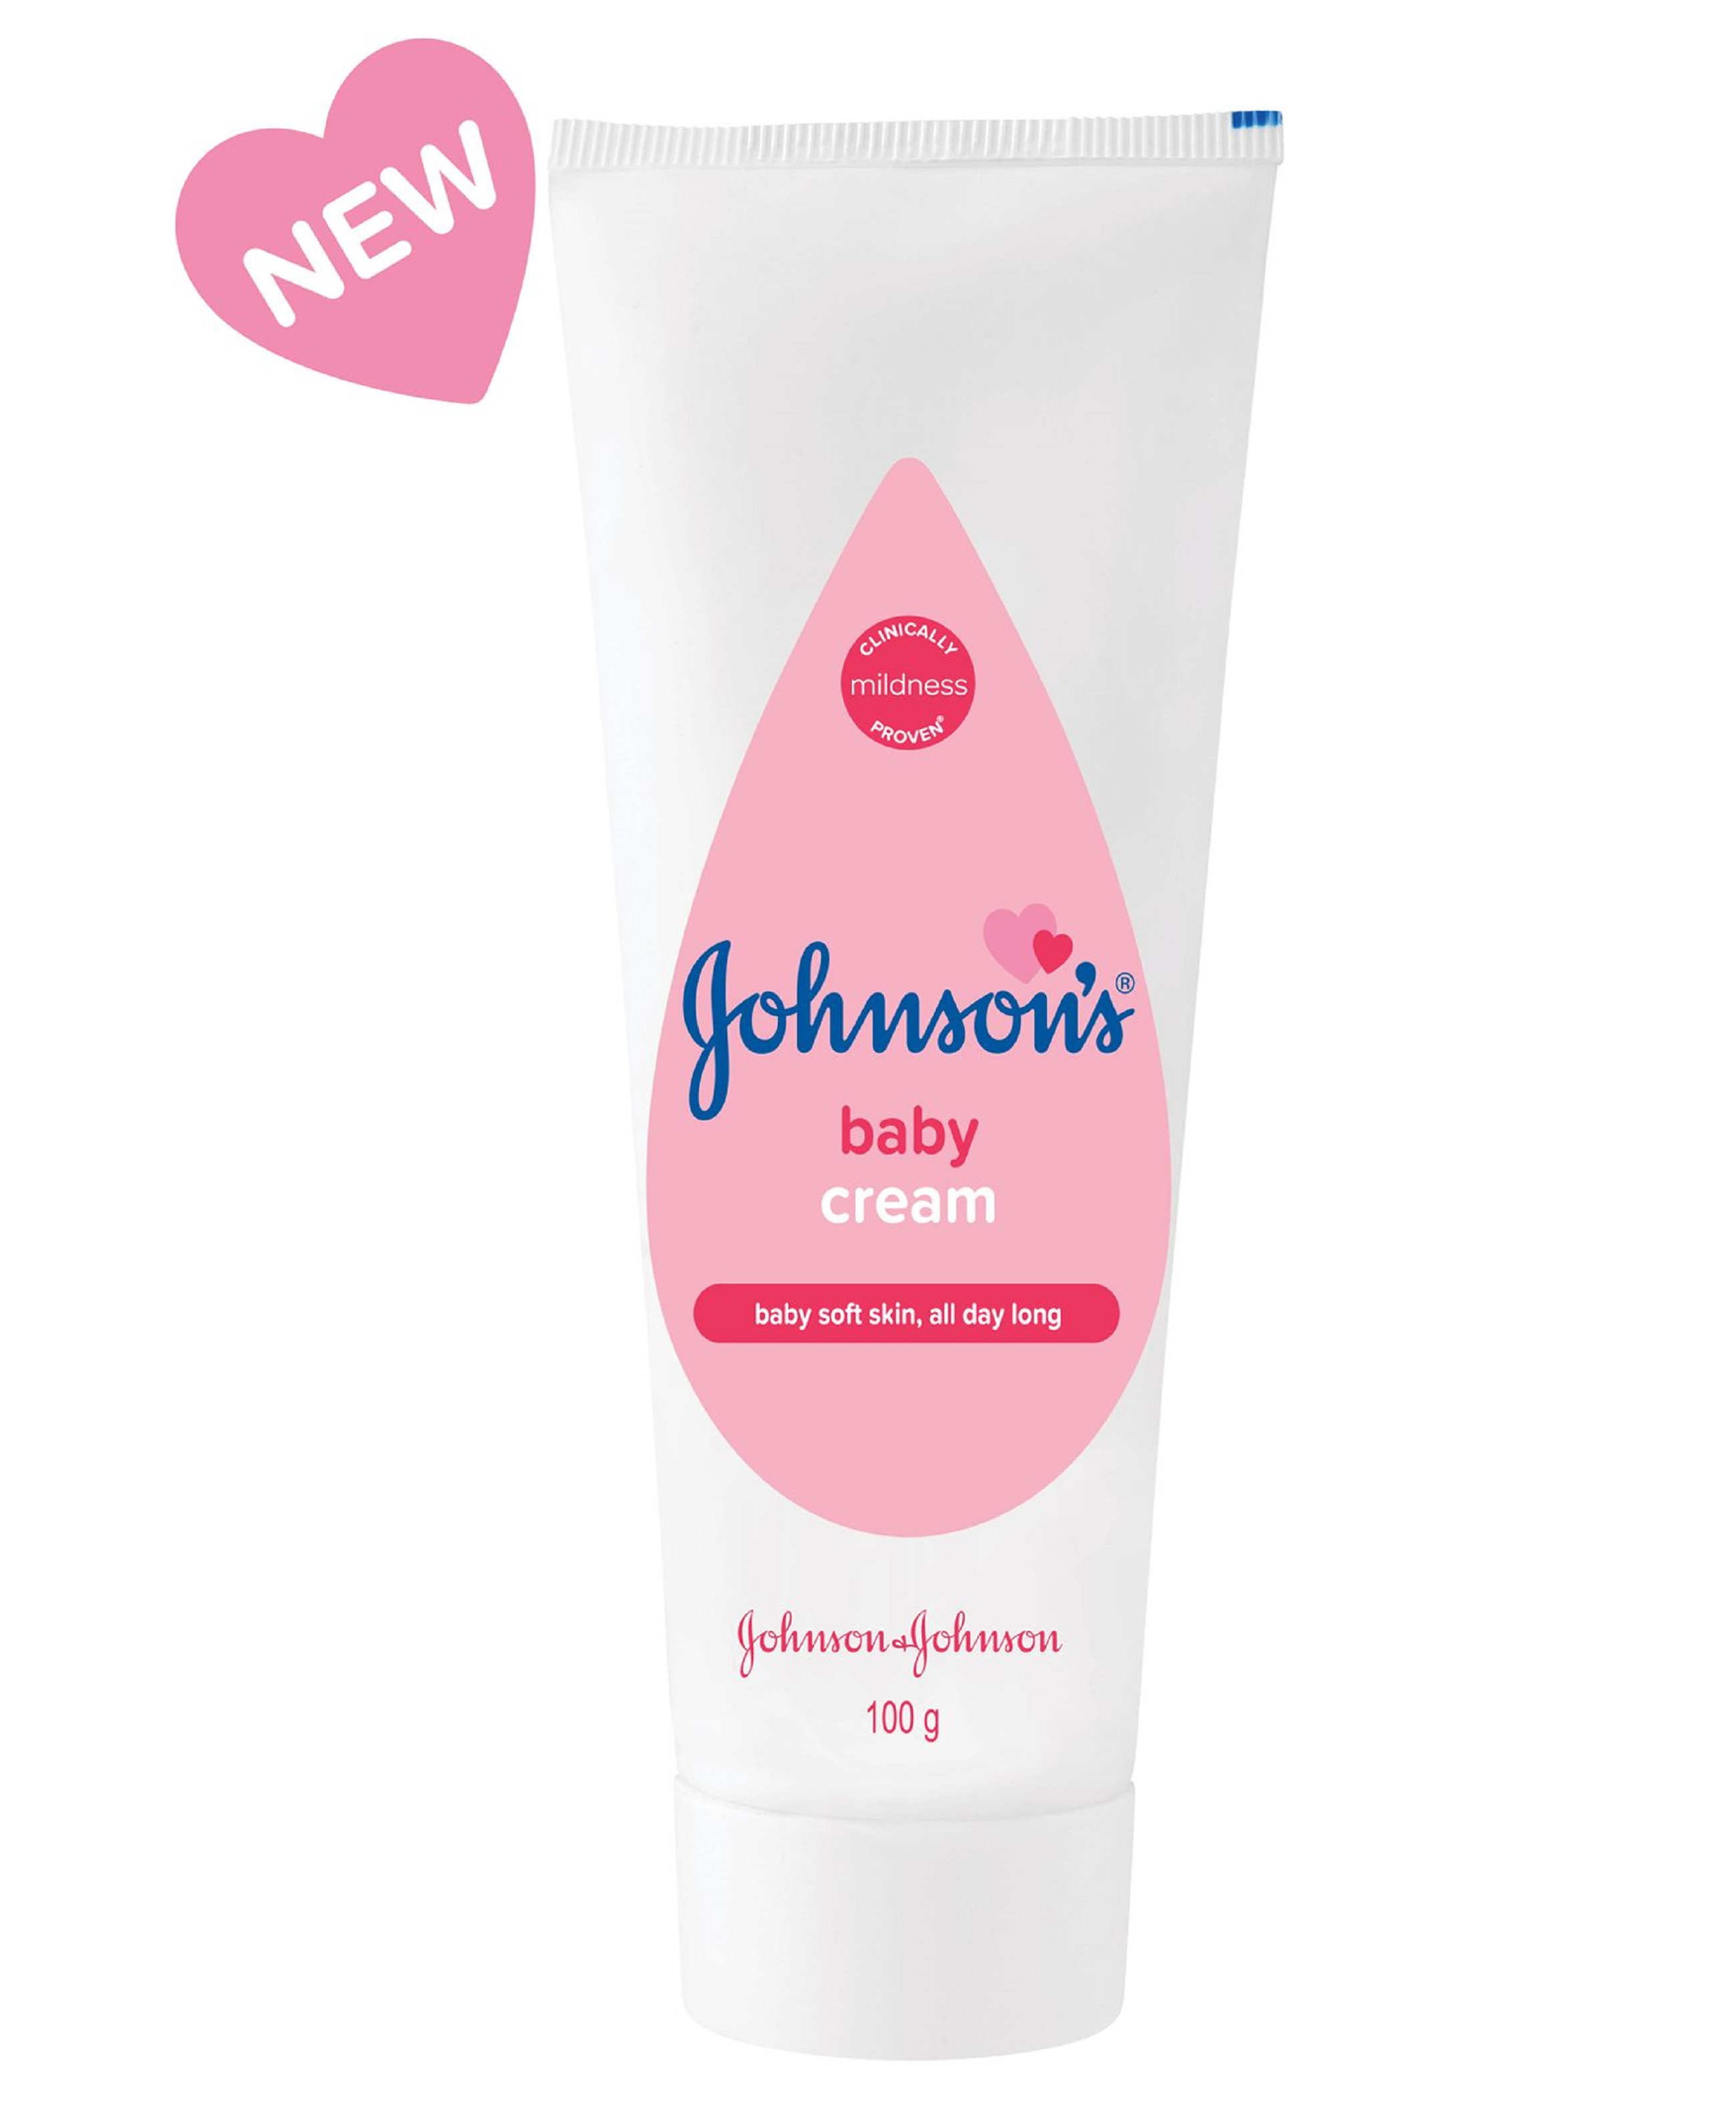 NEW
CLINICALLY
mildness
PROVEN®
Johnson's®
baby
cream
baby soft skin, all day long
Johnson & Johnson
100 g